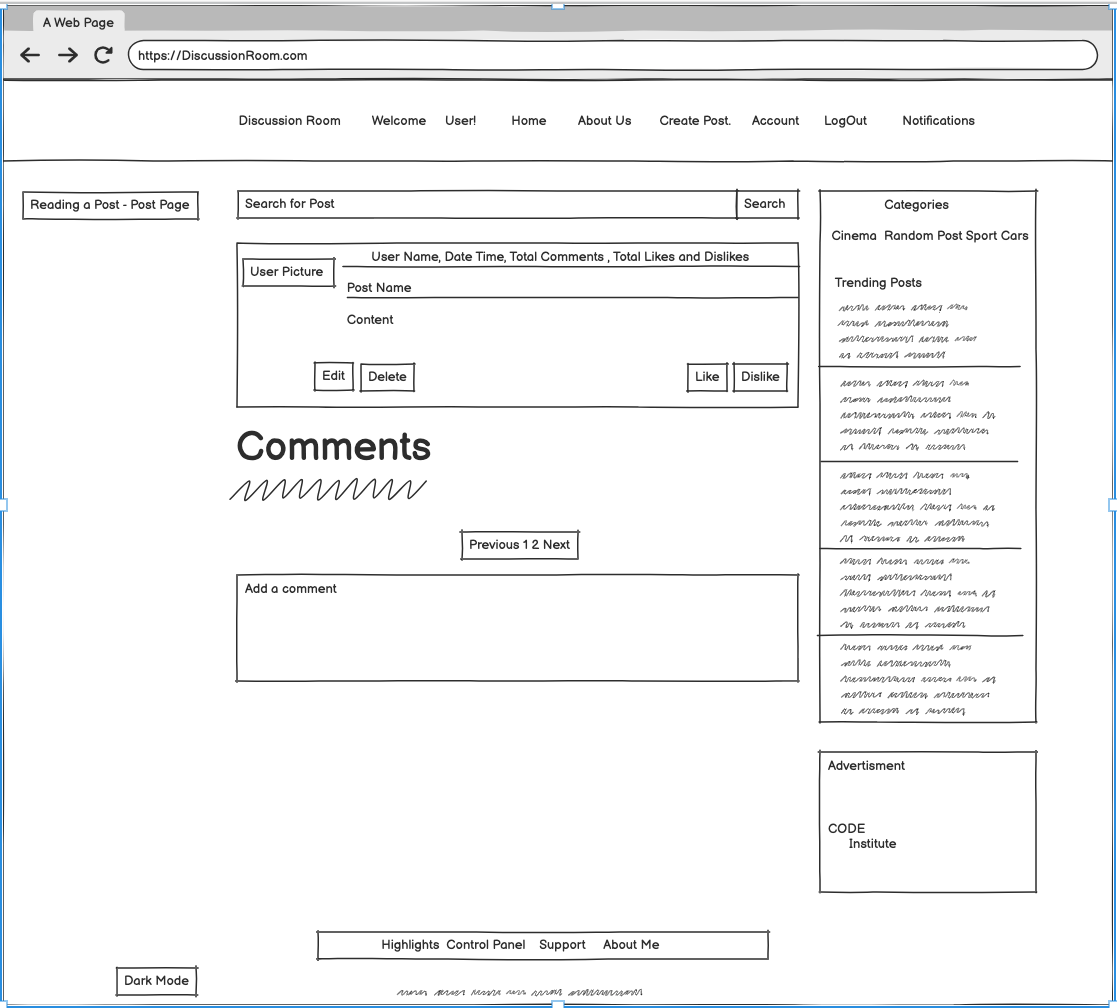 A Web Page
https://DiscussionRoom.com
Discussion Room Welcome User! Home About Us Create Post. Account LogOut Notifications
Reading a Post - Post Page
Search for Post Search
User Picture
User Name, Date Time, Total Comments , Total Likes and Dislikes
Post Name
Content
Edit Delete Like Dislike
Comments
Previous 1 2 Next
Add a comment
Categories
Cinema Random Post Sport Cars
Trending Posts
Advertisment
CODE
Institute
Highlights Control Panel Support About Me
Dark Mode